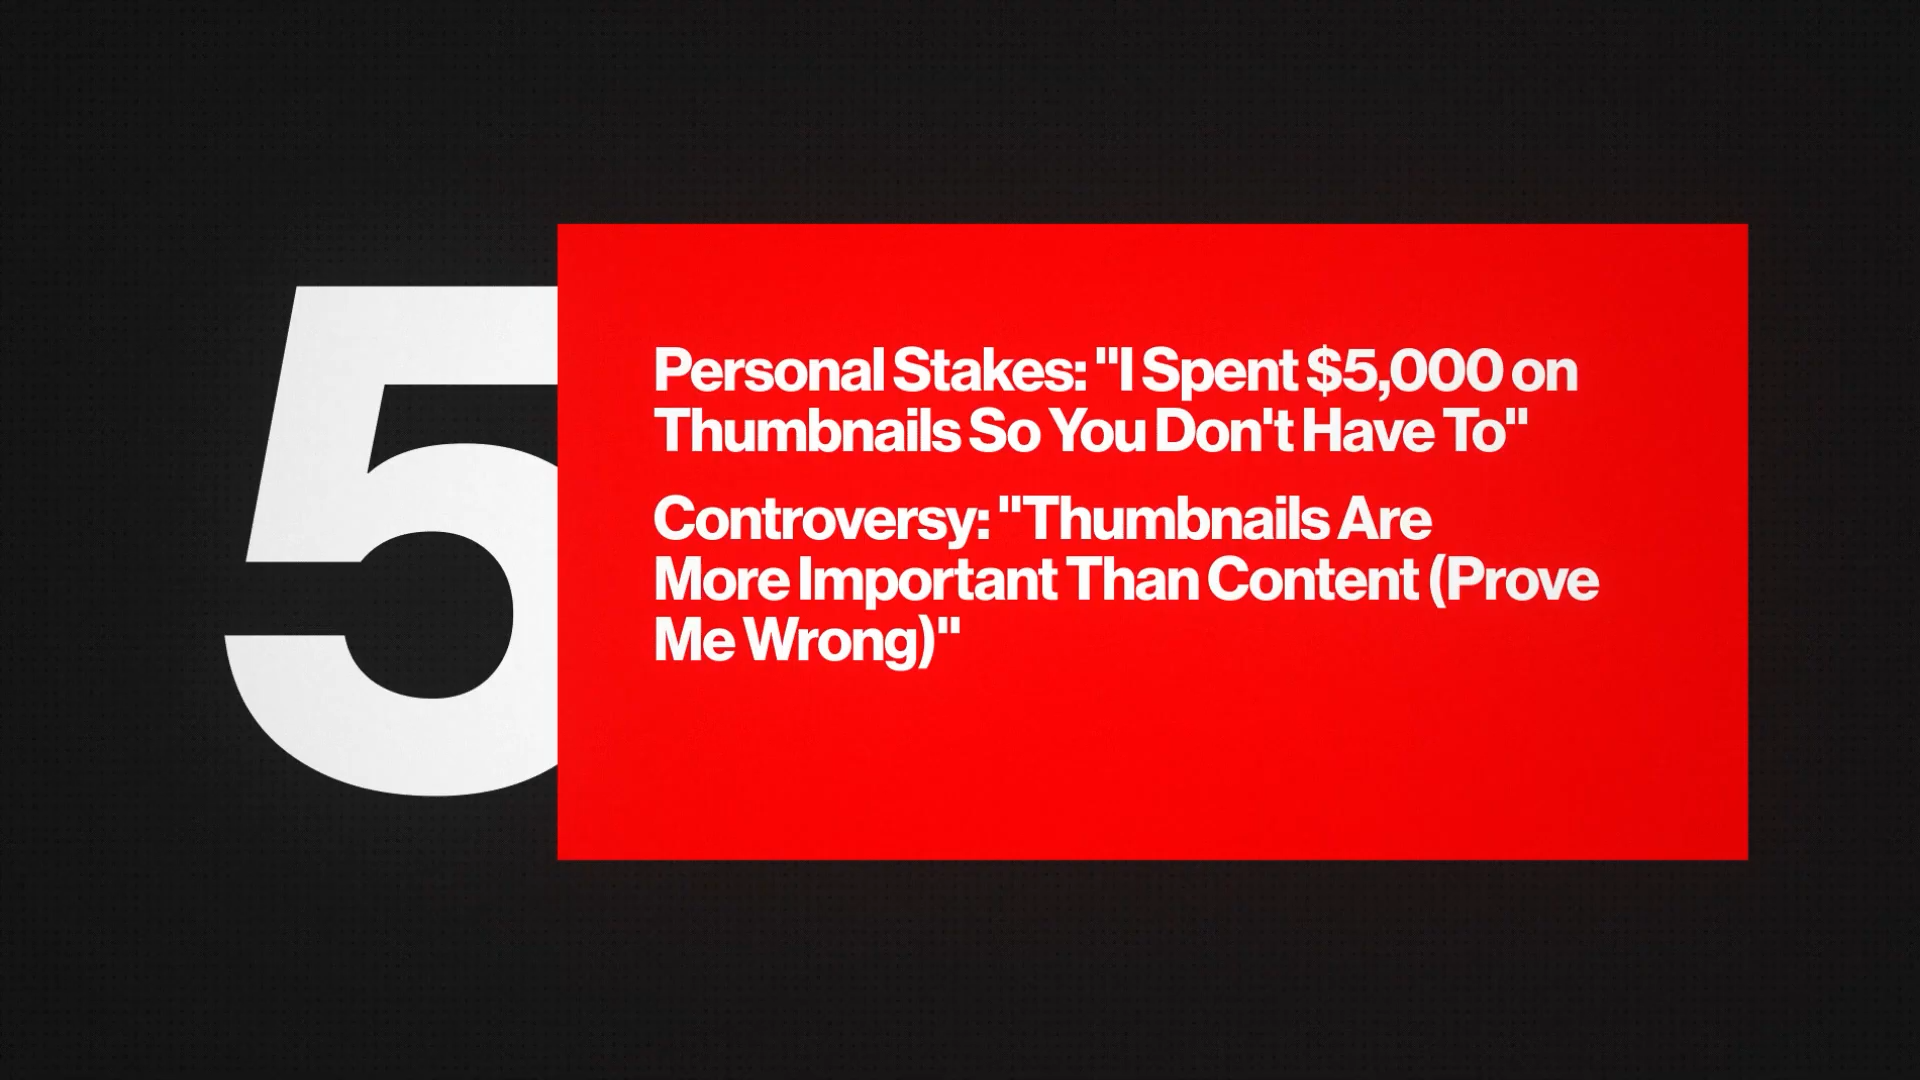 5
Personal Stakes: "I Spent $5,000 on
Thumbnails So You Don't Have To"
Controversy: "Thumbnails Are
More Important Than Content (Prove
Me Wrong)"